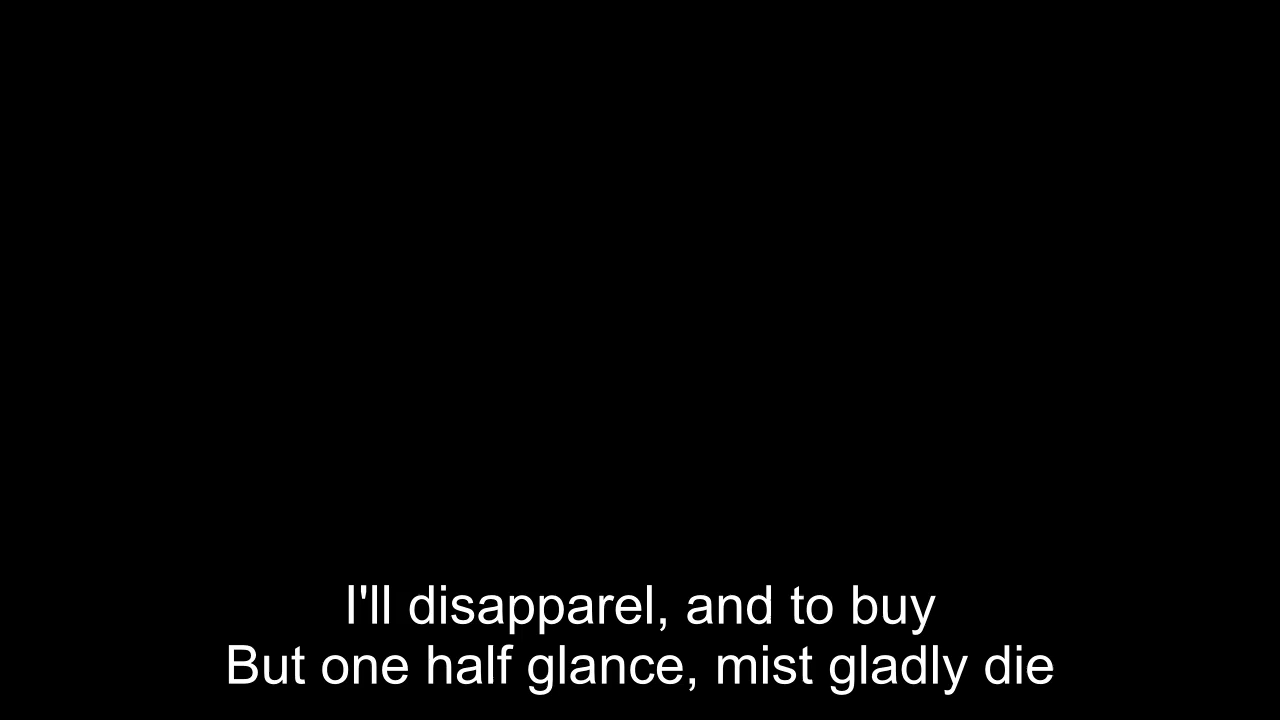 I'll disapparel, and to buy
But one half glance, mist gladly die